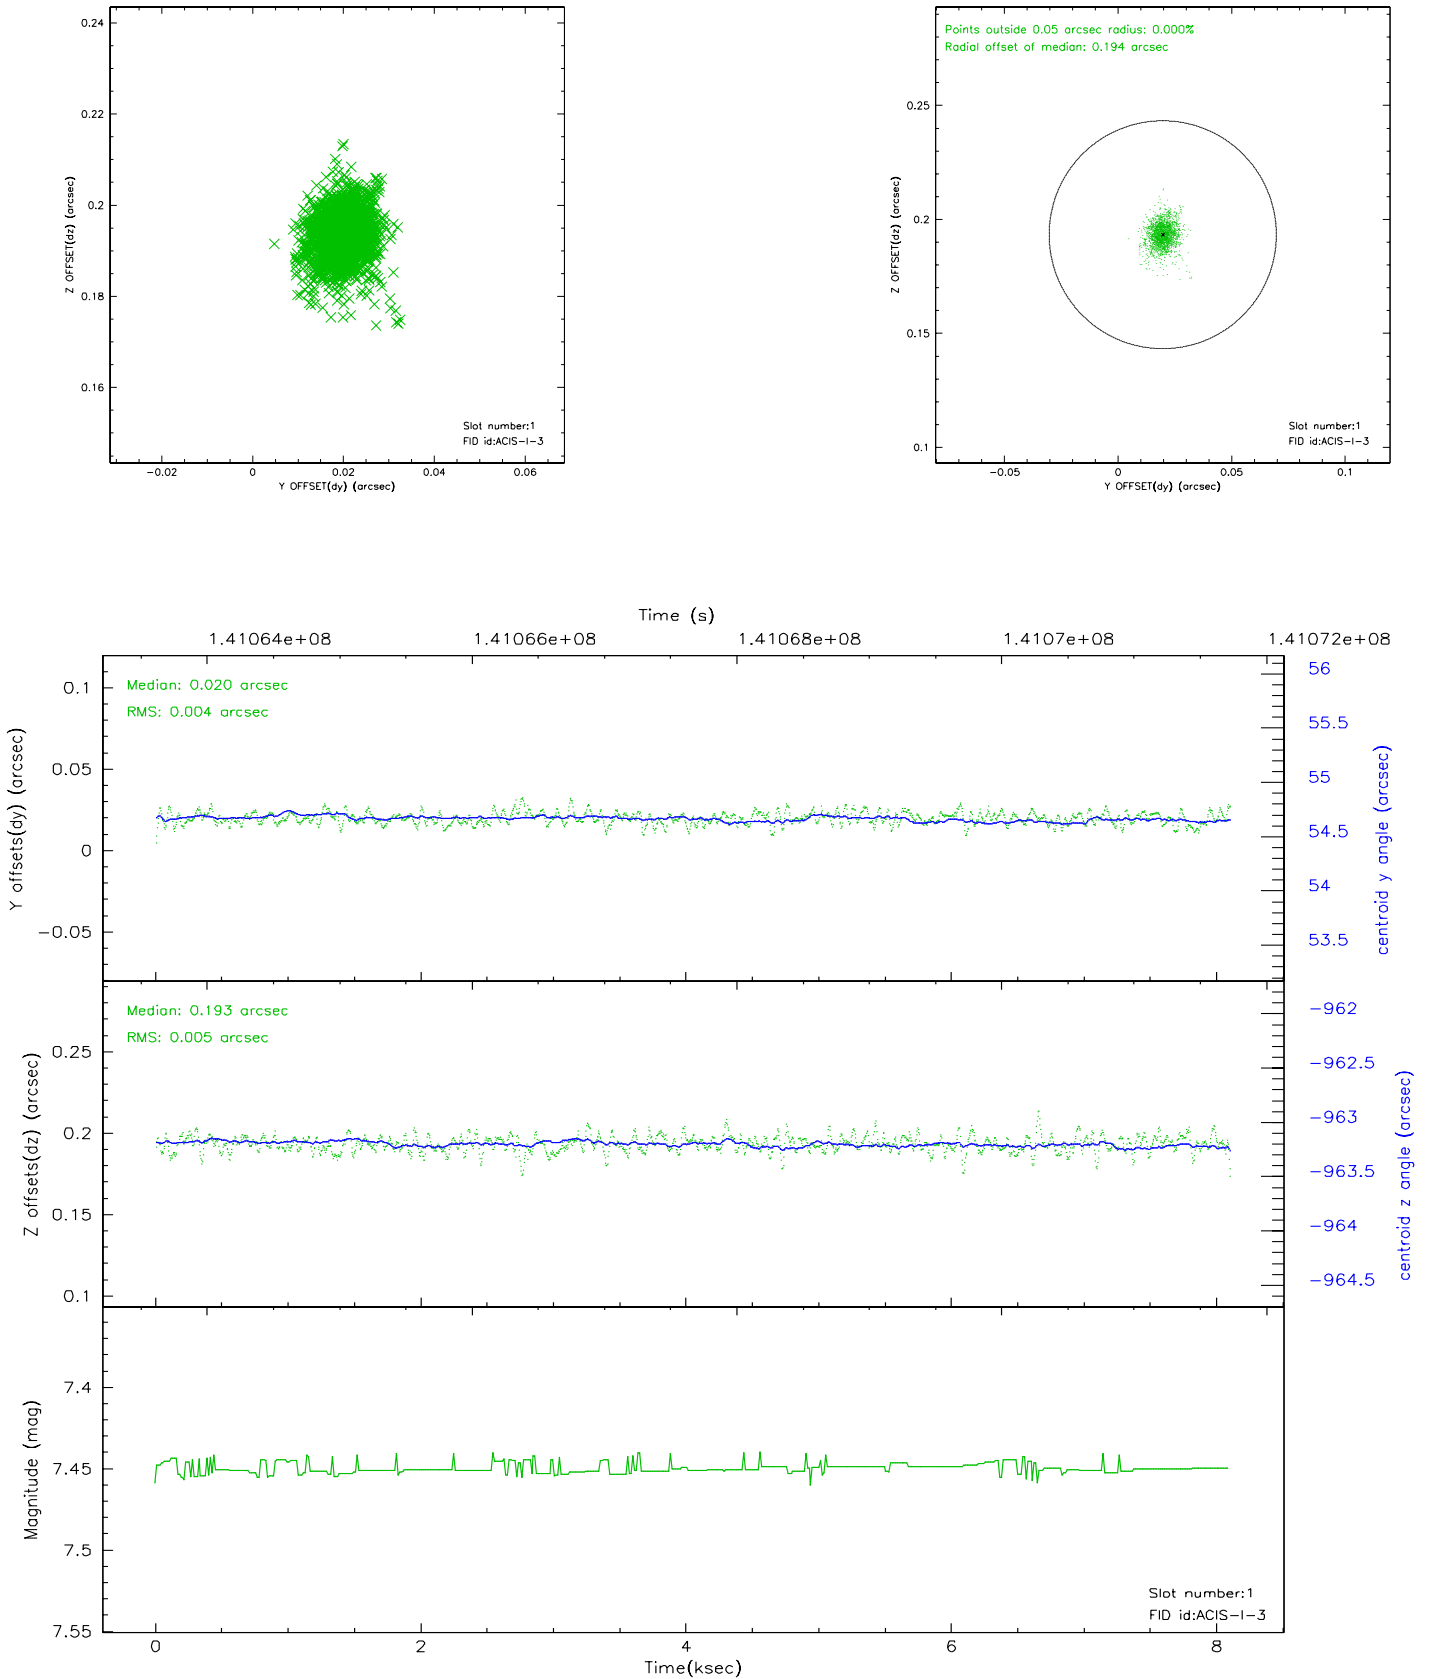 0.24
0.22
0.2
0.18
0.16
Z OFFSET(dz) (arcsec)
Slot number:1
FID id:ACIS-I-3
-0.02 0 0.02 0.04 0.06
Y OFFSET(dy) (arcsec)
Points outside 0.05 arcsec radius: 0.000%
Radial offset of median: 0.194 arcsec
0.25
0.2
0.15
0.1
Z OFFSET(dz) (arcsec)
Slot number:1
FID id:ACIS-I-3
-0.05 0 0.05 0.1
Y OFFSET(dy) (arcsec)
Time (s)
1.41064e+08 1.41066e+08 1.41068e+08 1.4107e+08 1.41072e+08
Median: 0.020 arcsec
RMS: 0.004 arcsec
0.1
0.05
0
-0.05
Y offsets(dy) (arcsec)
56
55.5
55
54.5
54
53.5
centroid y angle (arcsec)
Median: 0.193 arcsec
RMS: 0.005 arcsec
0.25
0.2
0.15
0.1
Z offsets(dz) (arcsec)
-962
-962.5
-963
-963.5
-964
-964.5
centroid z angle (arcsec)
7.4
7.45
7.5
7.55
Magnitude (mag)
Slot number:1
FID id:ACIS-I-3
0 2 4 6 8
Time(ksec)